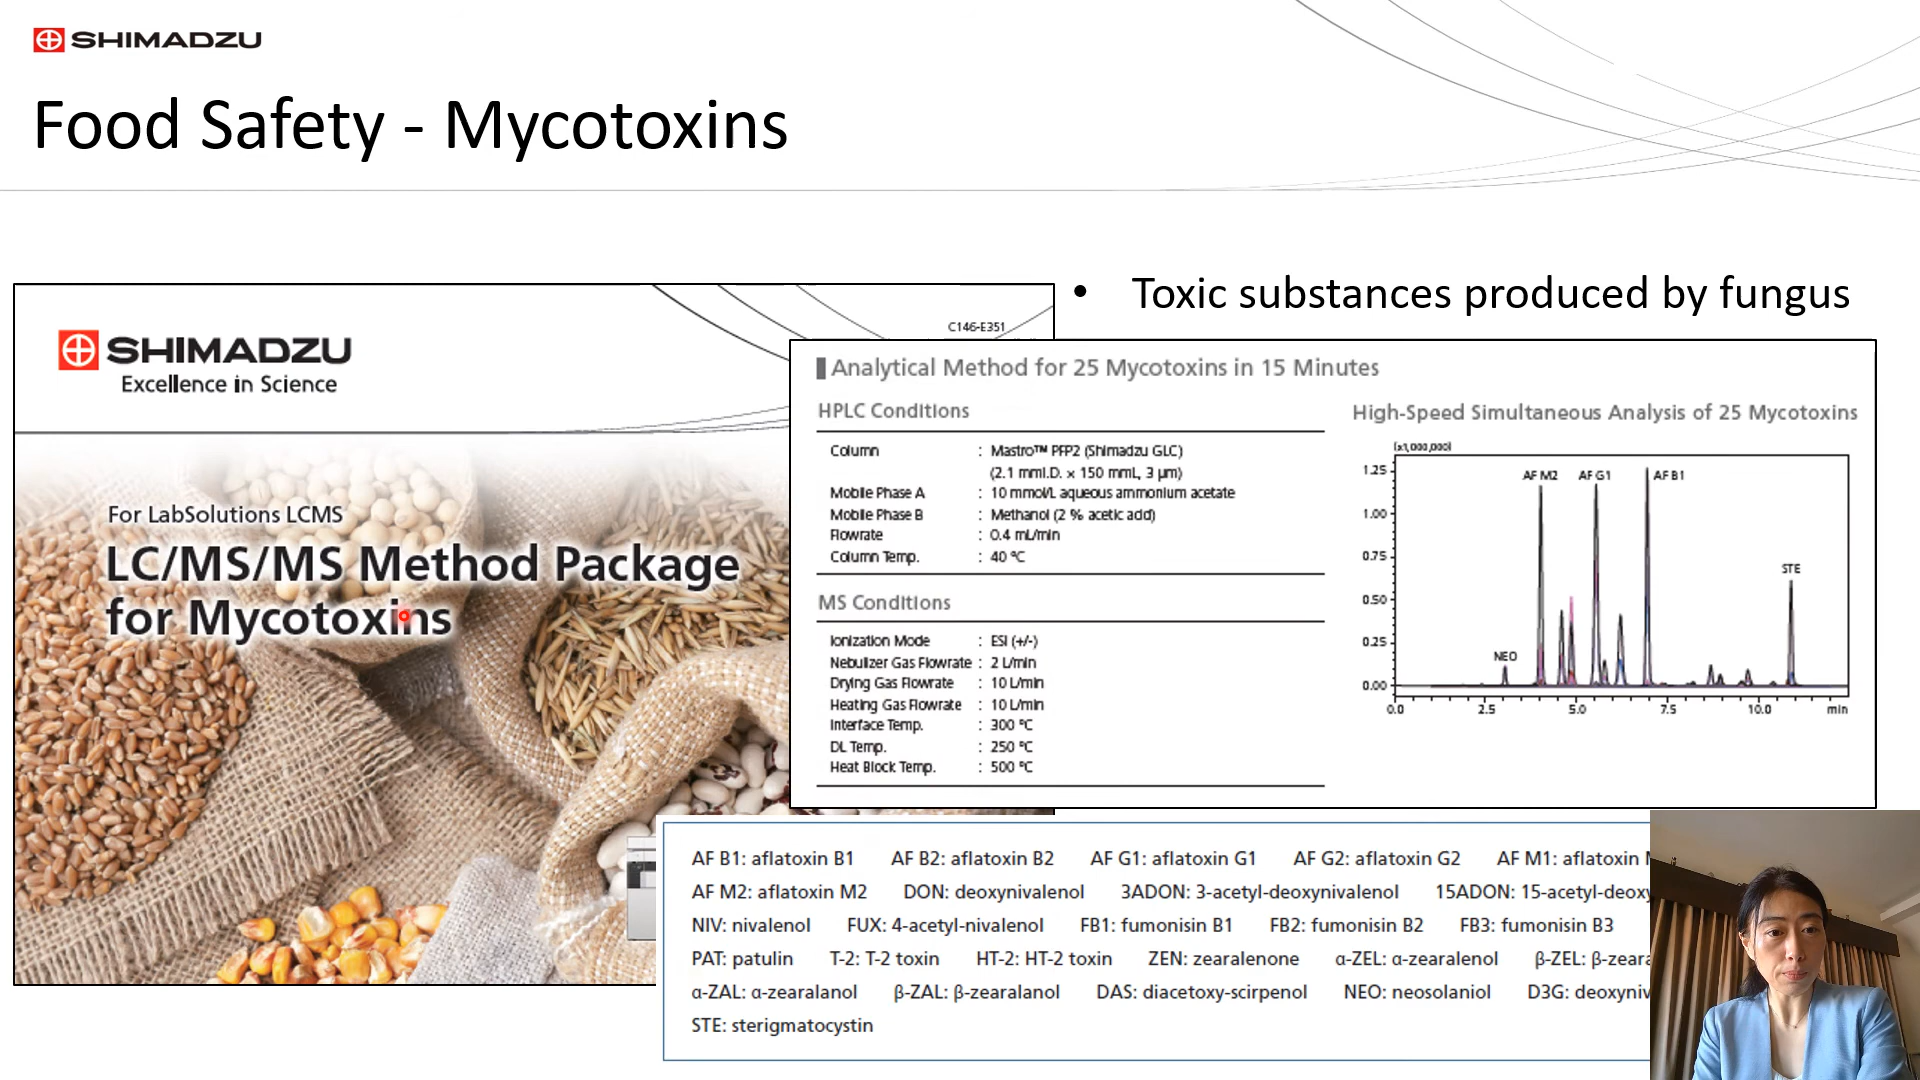 SHIMADZU
Food Safety - Mycotoxins
• Toxic substances produced by fungus
C146-E351
SHIMADZU
Excellence in Science
For LabSolutions LCMS
LC/MS/MS Method Package
for Mycotoxins
Analytical Method for 25 Mycotoxins in 15 Minutes
HPLC Conditions
Column : Mastro™ PFP2 (Shimadzu GLC)
(2.1 mmI.D. × 150 mmL, 3 μm)
Mobile Phase A : 10 mmol/L aqueous ammonium acetate
Mobile Phase B : Methanol (2 % acetic acid)
Flowrate : 0.4 mL/min
Column Temp. : 40 ℃
MS Conditions
Ionization Mode : ESI (+/-)
Nebulizer Gas Flowrate : 2 L/min
Drying Gas Flowrate : 10 L/min
Heating Gas Flowrate : 10 L/min
Interface Temp. : 300 ℃
DL Temp. : 250 ℃
Heat Block Temp. : 500 ℃
High-Speed Simultaneous Analysis of 25 Mycotoxins
(x1,000,000)
1.25
1.00
0.75
0.50
0.25
0.00
AF M2 AF G1 AF B1
STE
NEO
0.0 2.5 5.0 7.5 10.0 min
AF B1: aflatoxin B1 AF B2: aflatoxin B2 AF G1: aflatoxin G1 AF G2: aflatoxin G2 AF M1: aflatoxin
AF M2: aflatoxin M2 DON: deoxynivalenol 3ADON: 3-acetyl-deoxynivalenol 15ADON: 15-acetyl-deoxy
NIV: nivalenol FUX: 4-acetyl-nivalenol FB1: fumonisin B1 FB2: fumonisin B2 FB3: fumonisin B3
PAT: patulin T-2: T-2 toxin HT-2: HT-2 toxin ZEN: zearalenone α-ZEL: α-zearalenol β-ZEL: β-zeara
α-ZAL: α-zearalanol β-ZAL: β-zearalanol DAS: diacetoxy-scirpenol NEO: neosolaniol D3G: deoxyniv
STE: sterigmatocystin